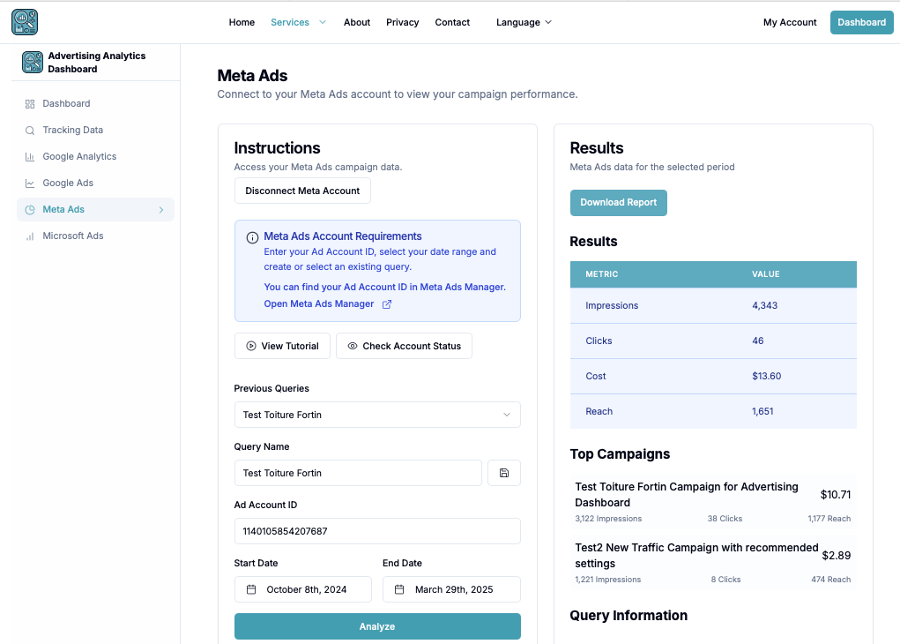 Home Services About Privacy Contact Language My Account Dashboard
Advertising Analytics
Dashboard
Dashboard
Tracking Data
Google Analytics
Google Ads
Meta Ads
Microsoft Ads
Meta Ads
Connect to your Meta Ads account to view your campaign performance.
Instructions
Access your Meta Ads campaign data.
Disconnect Meta Account
Meta Ads Account Requirements
Enter your Ad Account ID, select your date range and
create or select an existing query.
You can find your Ad Account ID in Meta Ads Manager.
Open Meta Ads Manager
View Tutorial Check Account Status
Previous Queries
Test Toiture Fortin
Query Name
Test Toiture Fortin
Ad Account ID
1140105854207687
Start Date End Date
October 8th, 2024 March 29th, 2025
Analyze
Results
Meta Ads data for the selected period
Download Report
Results
METRIC VALUE
Impressions 4,343
Clicks 46
Cost $13.60
Reach 1,651
Top Campaigns
Test Toiture Fortin Campaign for Advertising
Dashboard
$10.71
3,122 Impressions 38 Clicks 1,177 Reach
Test2 New Traffic Campaign with recommended
settings
$2.89
1,221 Impressions 8 Clicks 474 Reach
Query Information